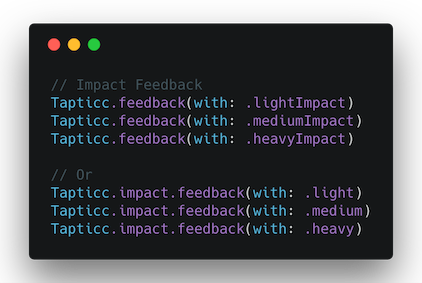 // Impact Feedback
Tapticc.feedback(with: .lightImpact)
Tapticc.feedback(with: .mediumImpact)
Tapticc.feedback(with: .heavyImpact)
// Or
Tapticc.impact.feedback(with: .light)
Tapticc.impact.feedback(with: .medium)
Tapticc.impact.feedback(with: .heavy)